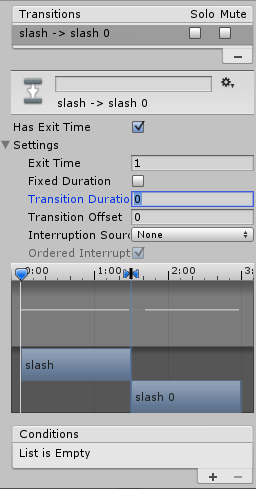 Transitions Solo Mute
slash -> slash 0
slash -> slash 0
Has Exit Time
Settings
Exit Time 1
Fixed Duration
Transition Duratio 0
Transition Offset 0
Interruption Sour None
Ordered Interrupt
0:00 1:00 2:00 3:
slash
slash 0
Conditions
List is Empty
+ −